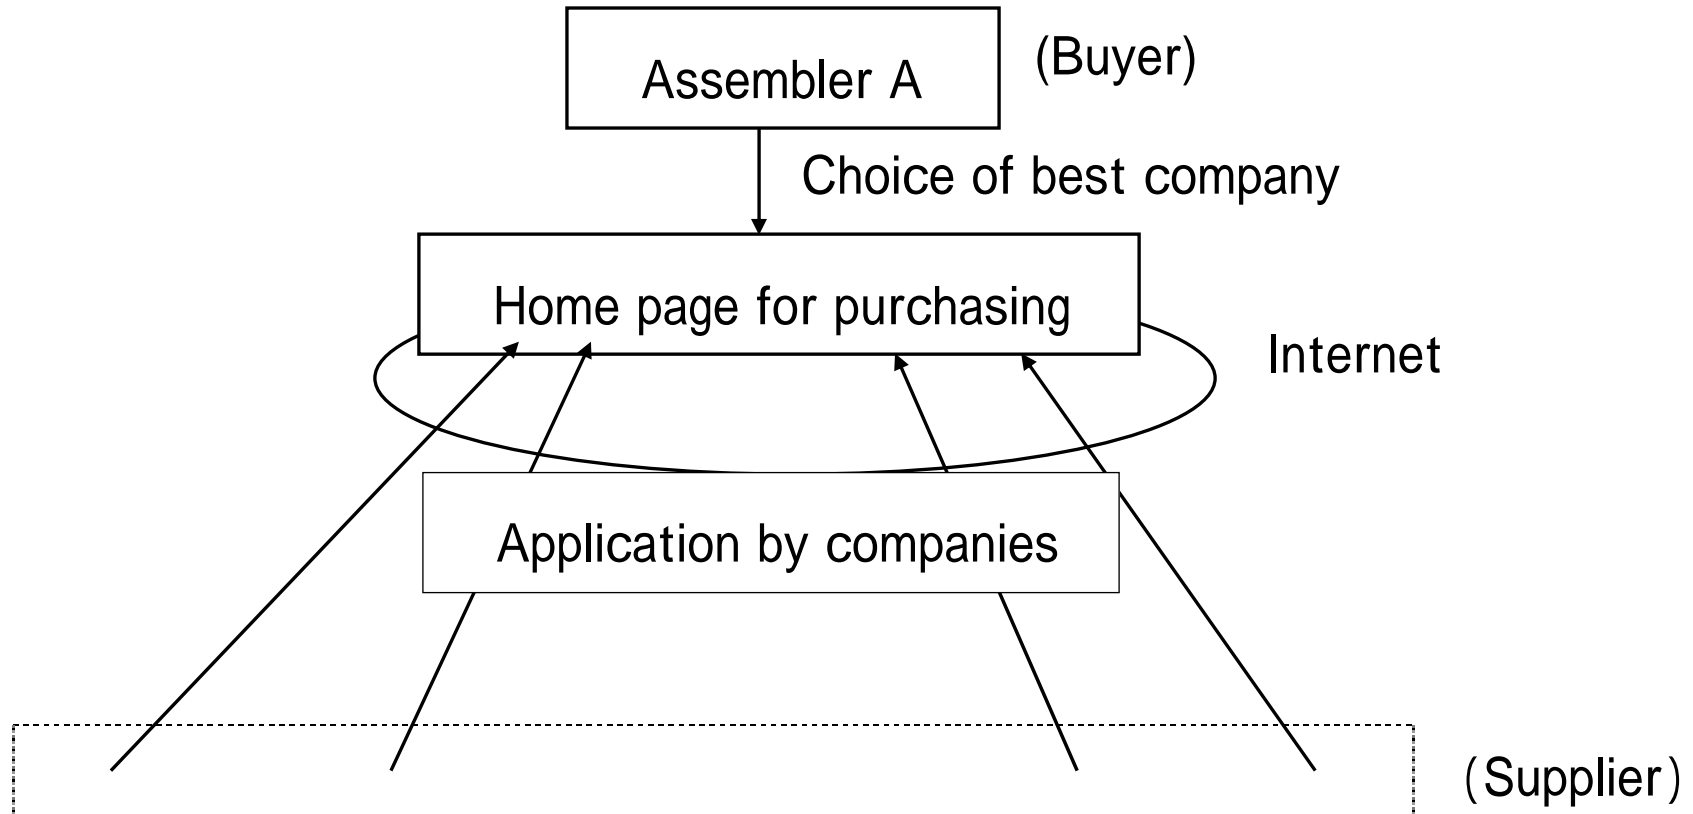 Assembler A
(Buyer)
Choice of best company
Home page for purchasing
Internet
Application by companies
(Supplier)